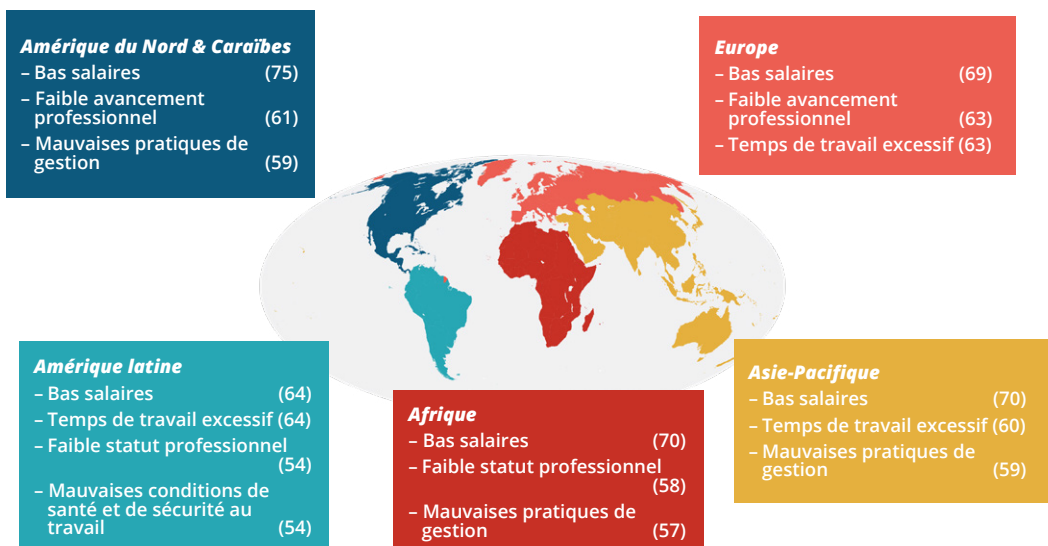 Amérique du Nord & Caraïbes
– Bas salaires (75)
– Faible avancement
professionnel (61)
– Mauvaises pratiques de
gestion (59)
Europe
– Bas salaires (69)
– Faible avancement
professionnel (63)
– Temps de travail excessif (63)
Amérique latine
– Bas salaires (64)
– Temps de travail excessif (64)
– Faible statut professionnel
(54)
– Mauvaises conditions de
santé et de sécurité au
travail (54)
Afrique
– Bas salaires (70)
– Faible statut professionnel
(58)
– Mauvaises pratiques de
gestion (57)
Asie-Pacifique
– Bas salaires (70)
– Temps de travail excessif (60)
– Mauvaises pratiques de
gestion (59)